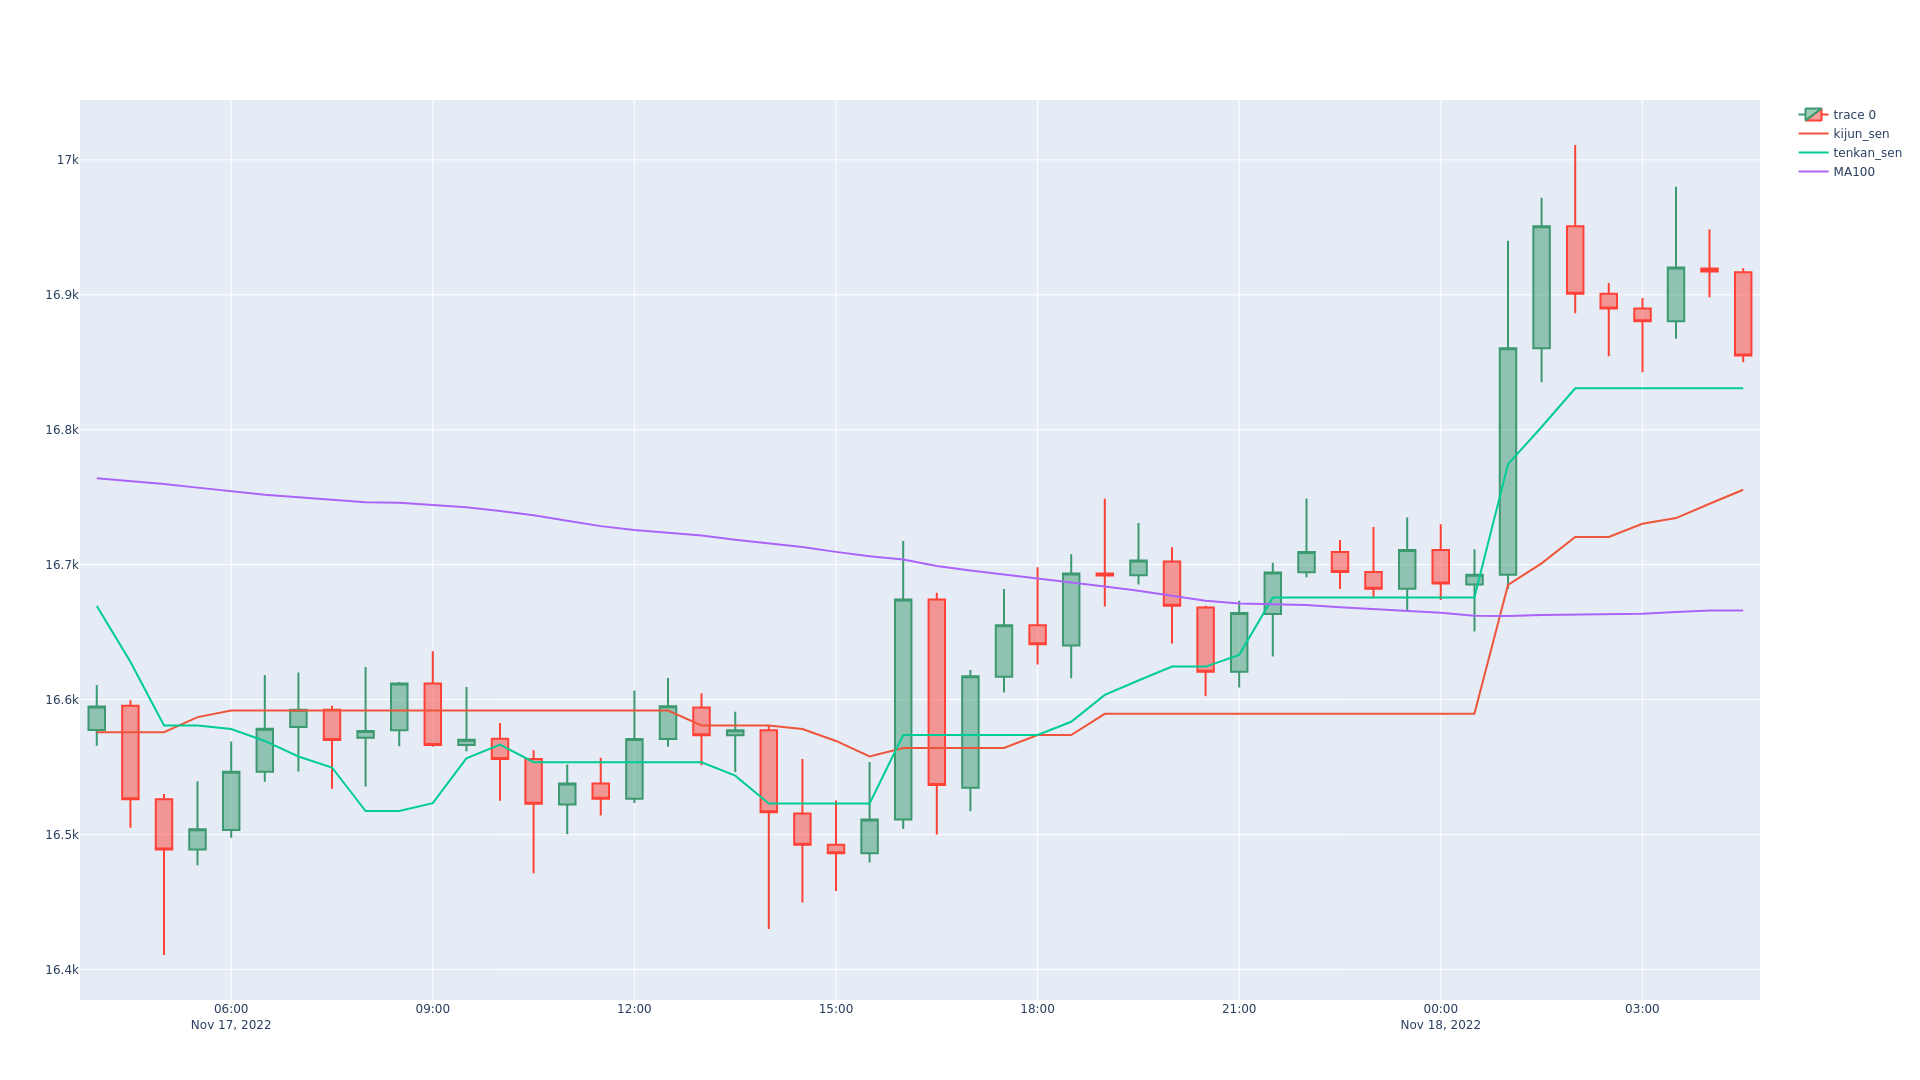 trace 0
kijun_sen
tenkan_sen
MA100
17k
16.9k
16.8k
16.7k
16.6k
16.5k
16.4k
06:00 09:00 12:00 15:00 18:00 21:00 00:00 03:00
Nov 17, 2022 Nov 18, 2022